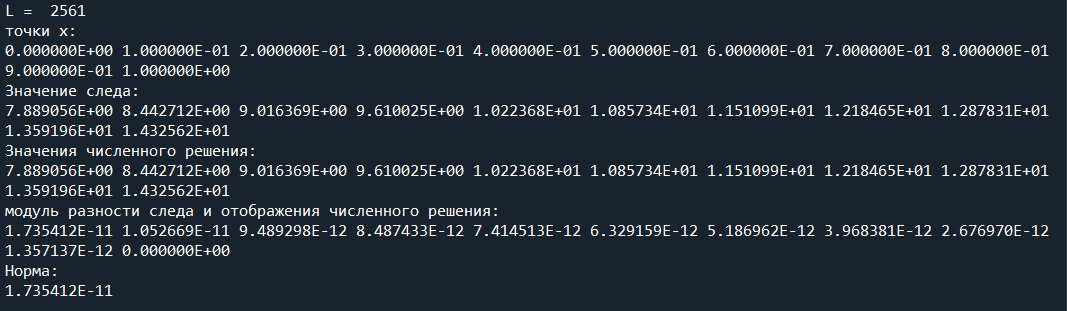 L =  2561
точки x:
0.000000E+00 1.000000E-01 2.000000E-01 3.000000E-01 4.000000E-01 5.000000E-01 6.000000E-01 7.000000E-01 8.000000E-01
9.000000E-01 1.000000E+00
Значение следа:
7.889056E+00 8.442712E+00 9.016369E+00 9.610025E+00 1.022368E+01 1.085734E+01 1.151099E+01 1.218465E+01 1.287831E+01
1.359196E+01 1.432562E+01
Значения численного решения:
7.889056E+00 8.442712E+00 9.016369E+00 9.610025E+00 1.022368E+01 1.085734E+01 1.151099E+01 1.218465E+01 1.287831E+01
1.359196E+01 1.432562E+01
модуль разности следа и отображения численного решения:
1.735412E-11 1.052669E-11 9.489298E-12 8.487433E-12 7.414513E-12 6.329159E-12 5.186962E-12 3.968381E-12 2.676970E-12
1.357137E-12 0.000000E+00
Норма:
1.735412E-11